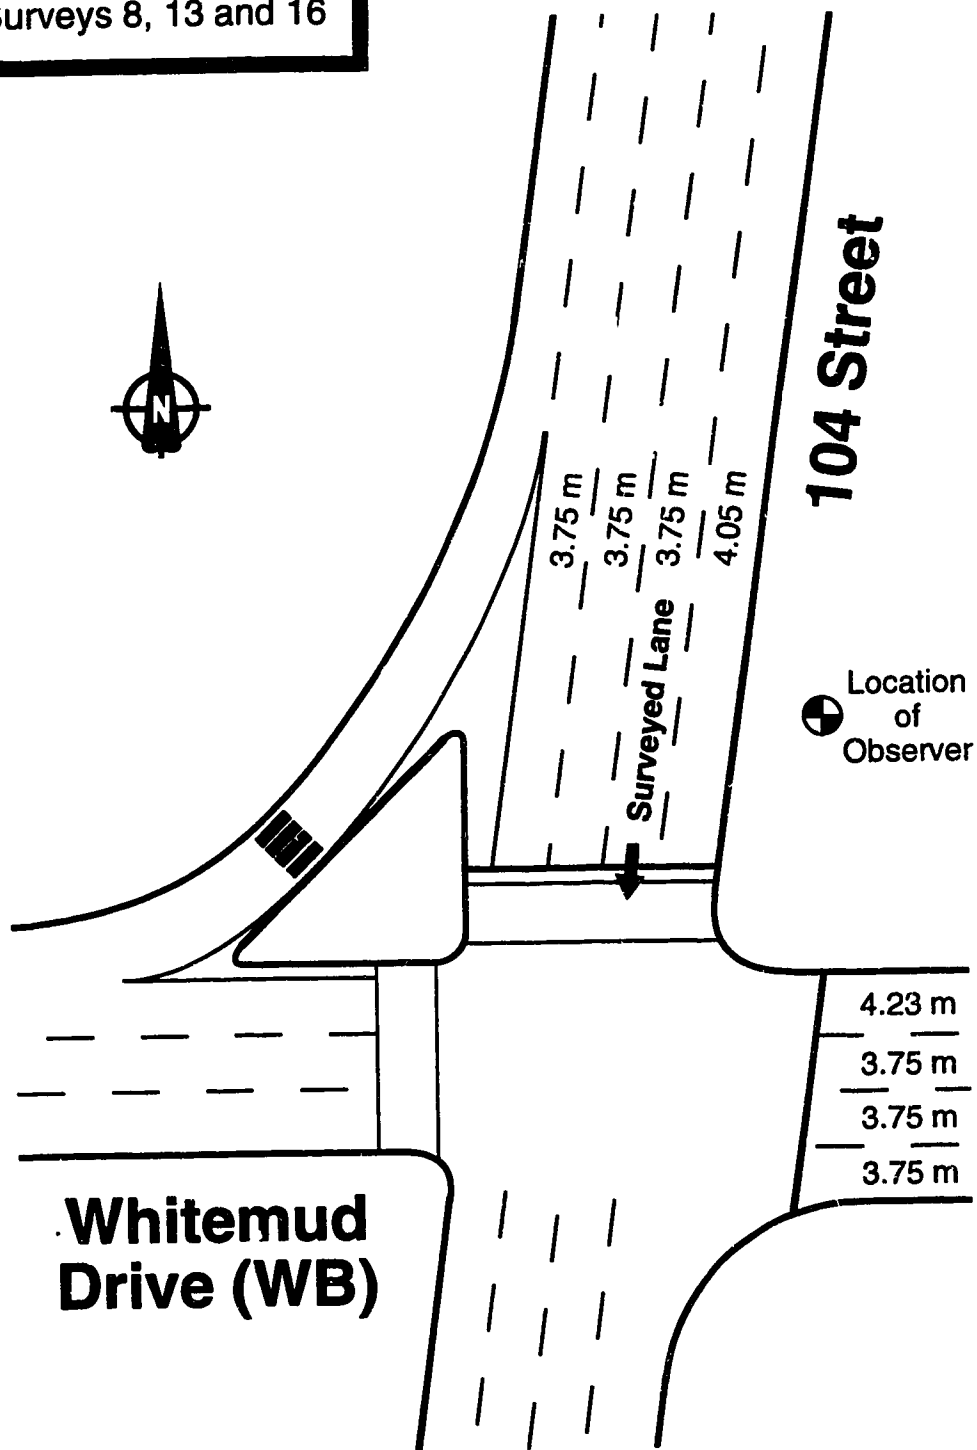 Surveys 8, 13 and 16
N
104 Street
3.75 m
3.75 m
3.75 m
4.05 m
Surveyed Lane
Location
of
Observer
4.23 m
3.75 m
3.75 m
3.75 m
Whitemud
Drive (WB)